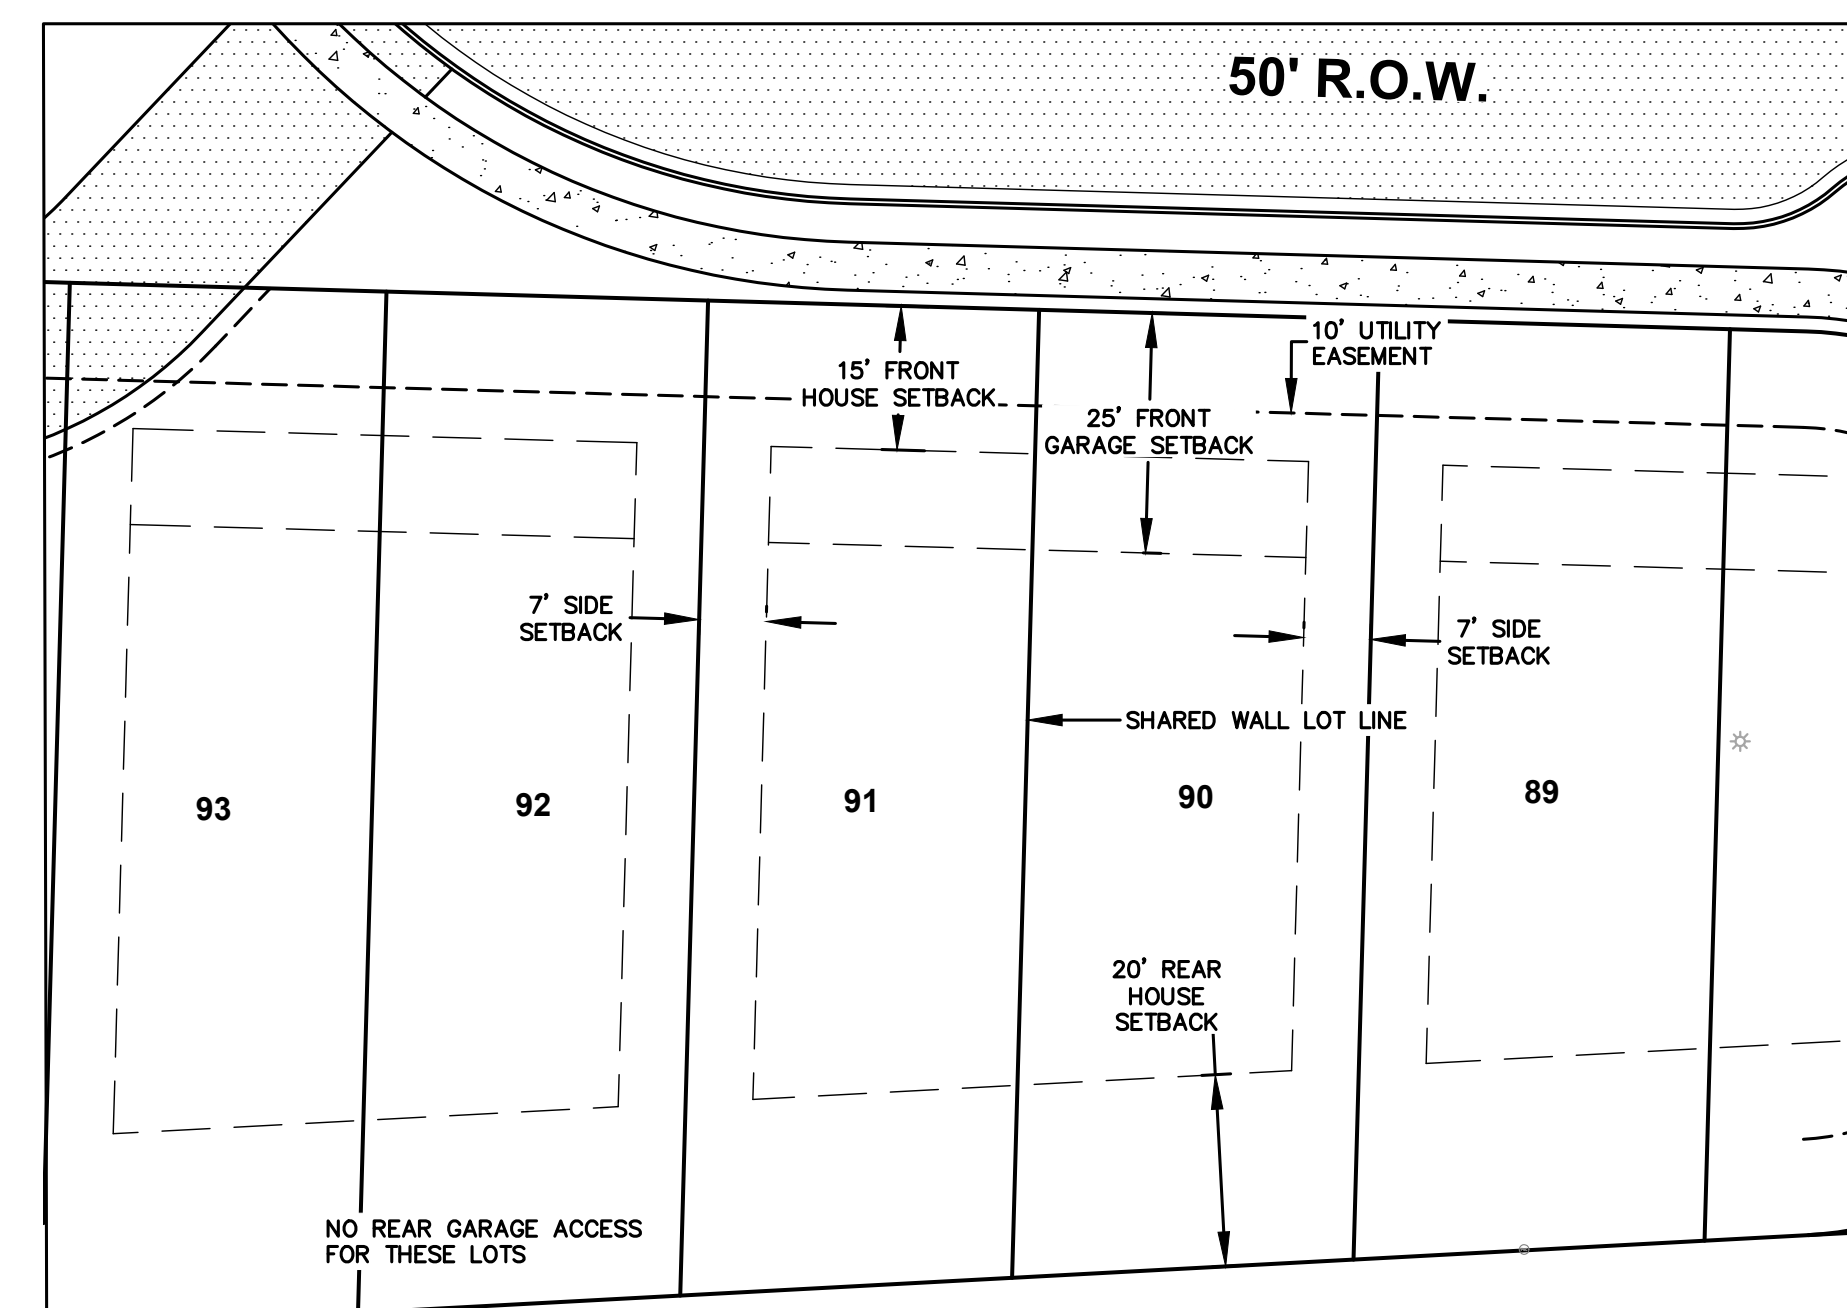 50' R.O.W.
10' UTILITY
EASEMENT
15' FRONT
HOUSE SETBACK
25' FRONT
GARAGE SETBACK
7' SIDE
SETBACK
7' SIDE
SETBACK
SHARED WALL LOT LINE
93
92
91
90
89
20' REAR
HOUSE
SETBACK
NO REAR GARAGE ACCESS
FOR THESE LOTS